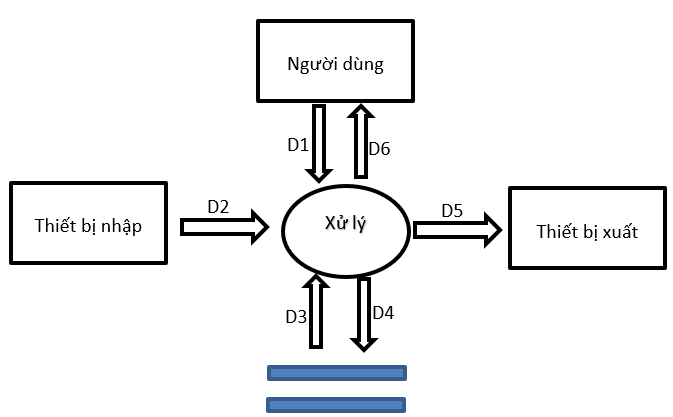 Người dùng
D1
D6
Thiết bị nhập
D2
Xử lý
D5
Thiết bị xuất
D3
D4